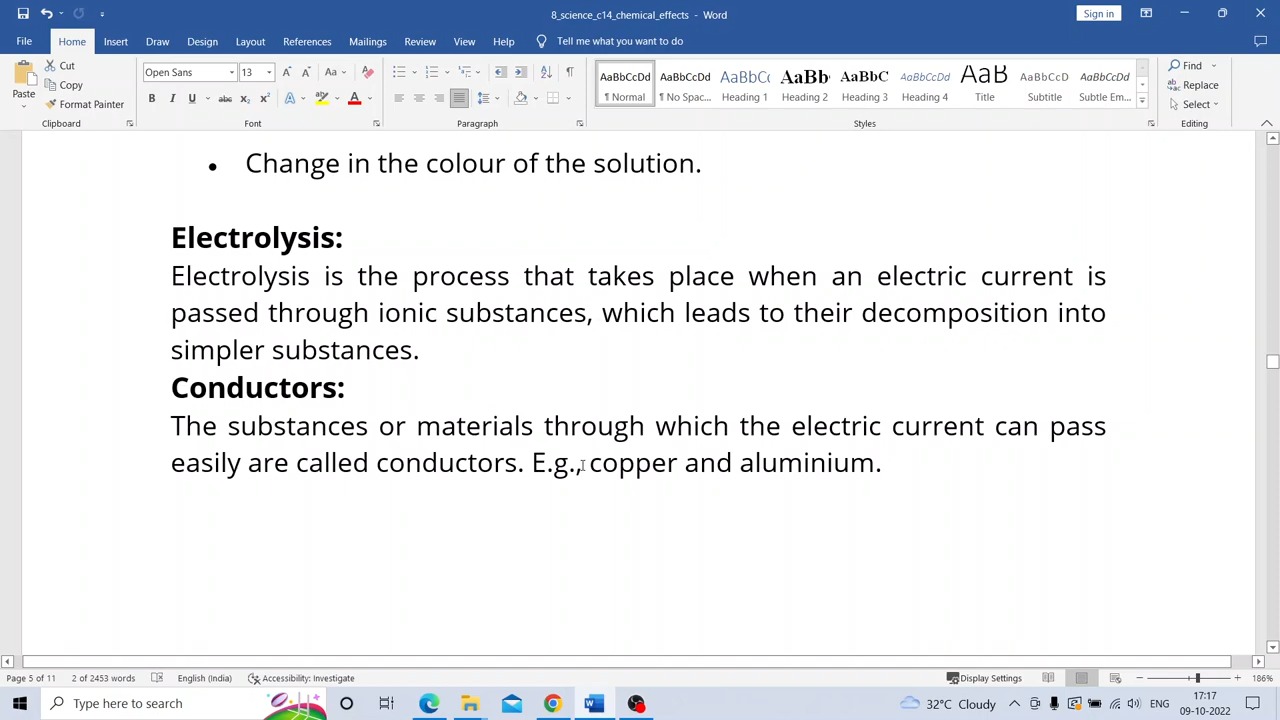 8_science_c14_chemical_effects - Word
Sign in
File Home Insert Draw Design Layout References Mailings Review View Help Tell me what you want to do
Paste
Cut
Copy
Format Painter
Clipboard
Open Sans 13
Font
Paragraph
AaBbCcDd AaBbCcDd AaBbCc AaBbC AaBbC AaBbCcDd AaB AaBbCcDd AaBbCcDd
¶ Normal ¶ No Spac... Heading 1 Heading 2 Heading 3 Heading 4 Title Subtitle Subtle Em...
Styles
Find
Replace
Select
Editing
• Change in the colour of the solution.
Electrolysis:
Electrolysis is the process that takes place when an electric current is
passed through ionic substances, which leads to their decomposition into
simpler substances.
Conductors:
The substances or materials through which the electric current can pass
easily are called conductors. E.g., copper and aluminium.
Page 5 of 11 2 of 2453 words English (India) Accessibility: Investigate Display Settings 186%
Type here to search
32°C Cloudy
ENG
17:17
09-10-2022